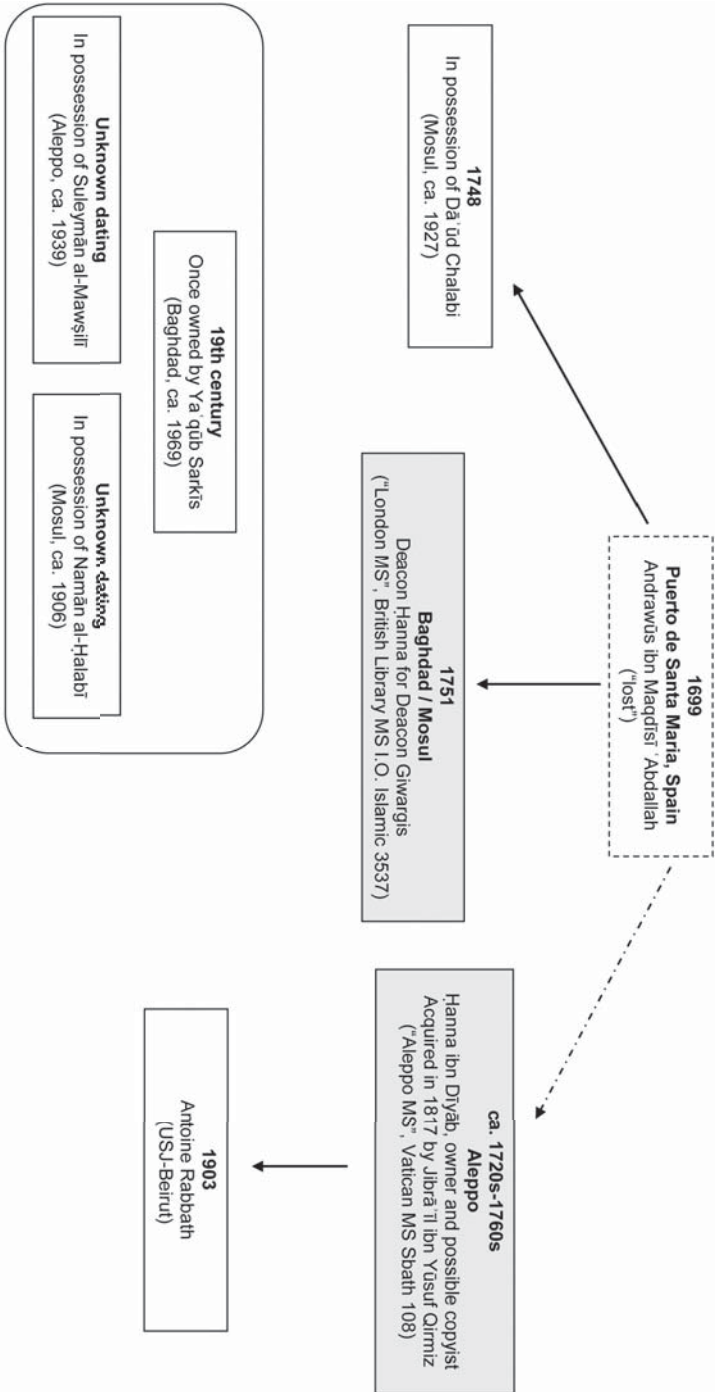 1699
Puerto de Santa Maria, Spain
Andrawūs ibn Maqdīsī ʿAbdallah
("lost")
1748
In possession of Dāʾūd Chalabi
(Mosul, ca. 1927)
1751
Baghdad / Mosul
Deacon Ḥanna for Deacon Giwargis
("London MS", British Library MS I.O. Islamic 3537)
ca. 1720s-1760s
Aleppo
Ḥanna ibn Dīyāb, owner and possible copyist
Acquired in 1817 by Jibrāʾīl ibn Yūsuf Qirmiz
("Aleppo MS", Vatican MS Sbath 108)
1903
Antoine Rabbath
(USJ-Beirut)
19th century
Once owned by Yaʿqūb Sarkīs
(Baghdad, ca. 1969)
Unknown dating
In possession of Suleymān al-Mawṣilī
(Aleppo, ca. 1939)
Unknown dating
In possession of Namān al-Ḥalabī
(Mosul, ca. 1906)